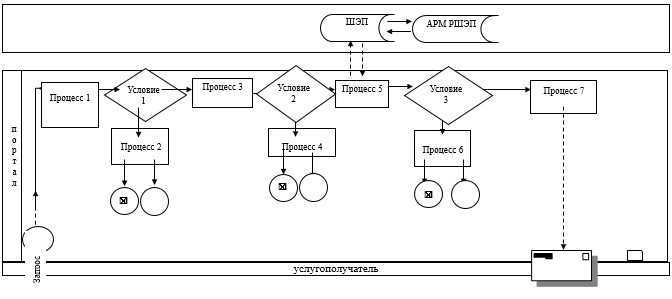 ШЭП
АРМ РШЭП
Процесс 1
Условие
1
Процесс 3
Условие
2
Процесс 5
Условие
3
Процесс 7
Процесс 2
Процесс 4
Процесс 6
портал
Запрос
услугополучатель